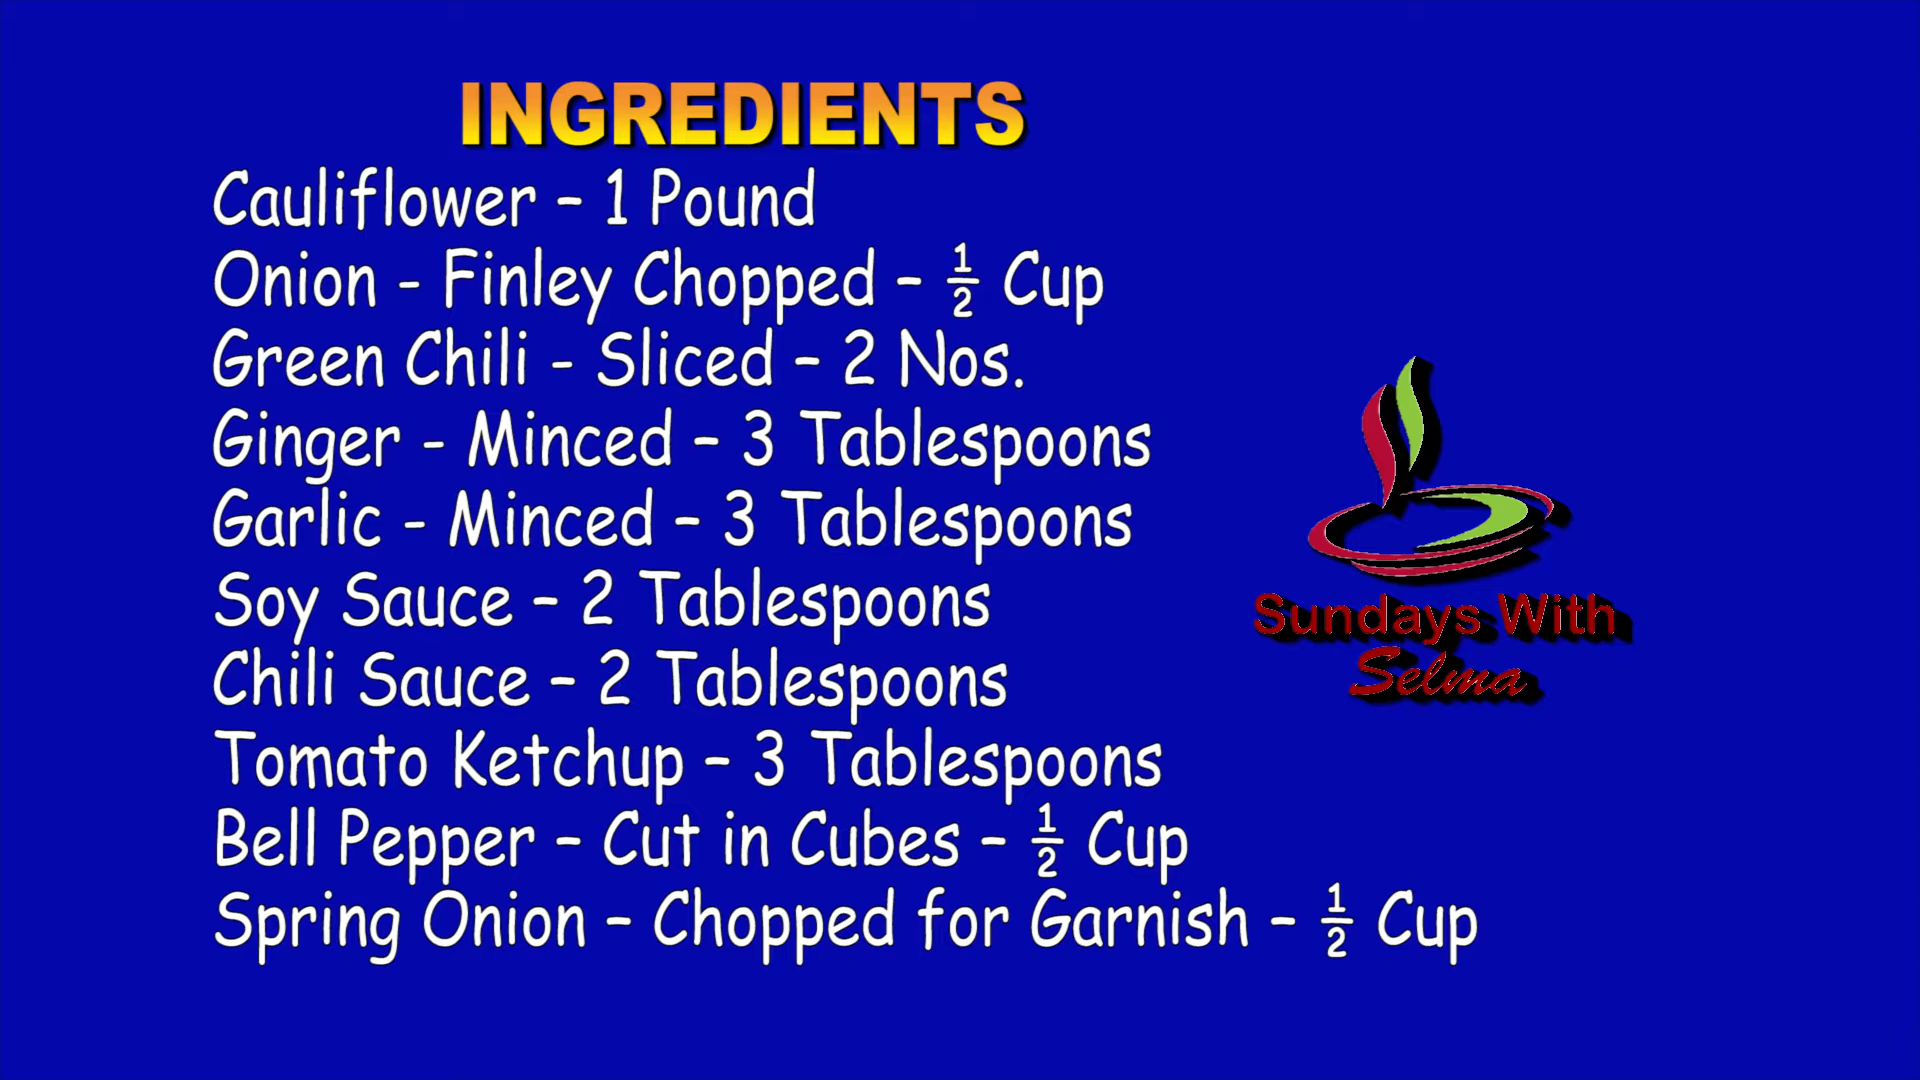 INGREDIENTS
Cauliflower – 1 Pound
Onion - Finley Chopped – ½ Cup
Green Chili - Sliced – 2 Nos.
Ginger - Minced – 3 Tablespoons
Garlic - Minced – 3 Tablespoons
Soy Sauce – 2 Tablespoons
Chili Sauce – 2 Tablespoons
Tomato Ketchup – 3 Tablespoons
Bell Pepper – Cut in Cubes – ½ Cup
Spring Onion – Chopped for Garnish – ½ Cup
Sundays With
Selma